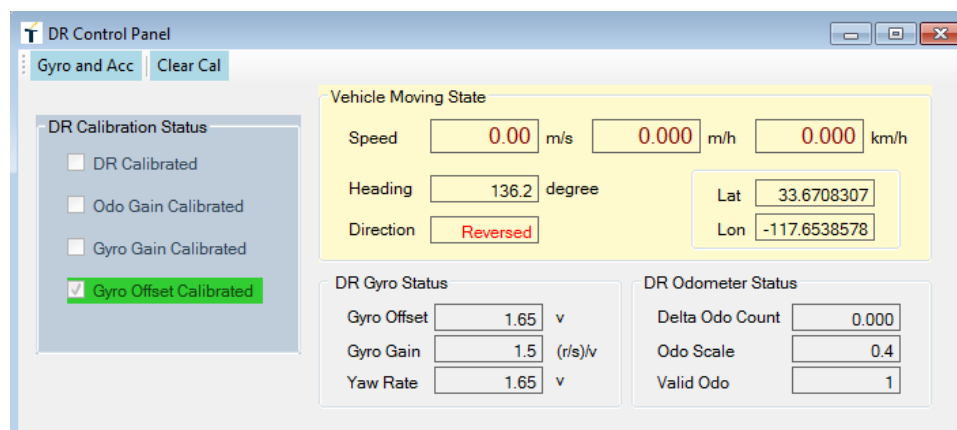 DR Control Panel
Gyro and Acc Clear Cal
DR Calibration Status
DR Calibrated
Odo Gain Calibrated
Gyro Gain Calibrated
Gyro Offset Calibrated
Vehicle Moving State
Speed 0.00 m/s 0.000 m/h 0.000 km/h
Heading 136.2 degree
Direction Reversed
Lat 33.6708307
Lon -117.6538578
DR Gyro Status
Gyro Offset 1.65 v
Gyro Gain 1.5 (r/s)/v
Yaw Rate 1.65 v
DR Odometer Status
Delta Odo Count 0.000
Odo Scale 0.4
Valid Odo 1